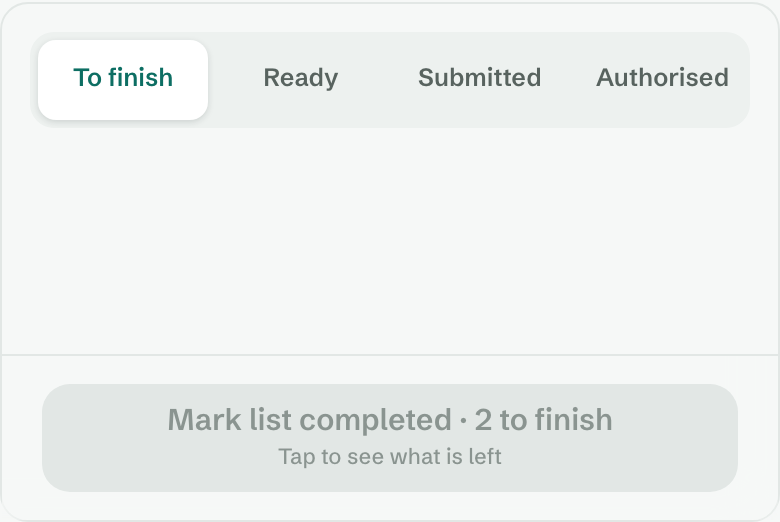 To finish Ready Submitted Authorised
Mark list completed · 2 to finish
Tap to see what is left